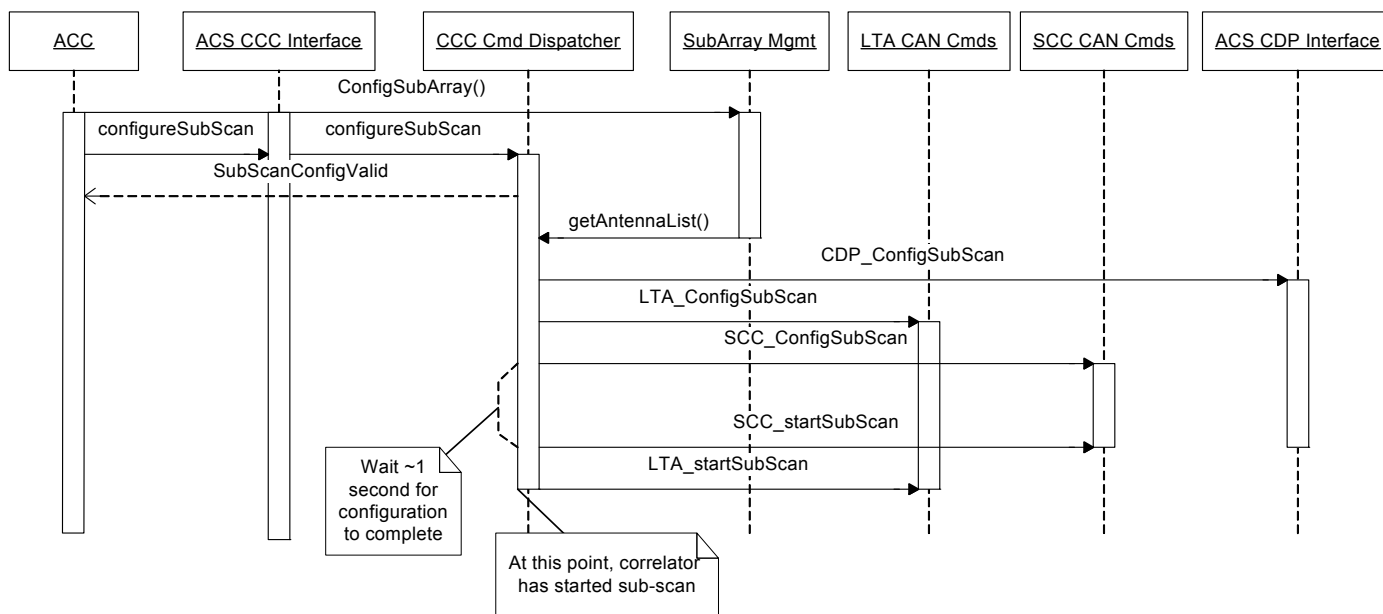 ACC
ACS CCC Interface
CCC Cmd Dispatcher
SubArray Mgmt
LTA CAN Cmds
SCC CAN Cmds
ACS CDP Interface
ConfigSubArray()
configureSubScan
configureSubScan
SubScanConfigValid
getAntennaList()
CDP_ConfigSubScan
LTA_ConfigSubScan
SCC_ConfigSubScan
SCC_startSubScan
LTA_startSubScan
Wait ~1
second for
configuration
to complete
At this point, correlator
has started sub-scan